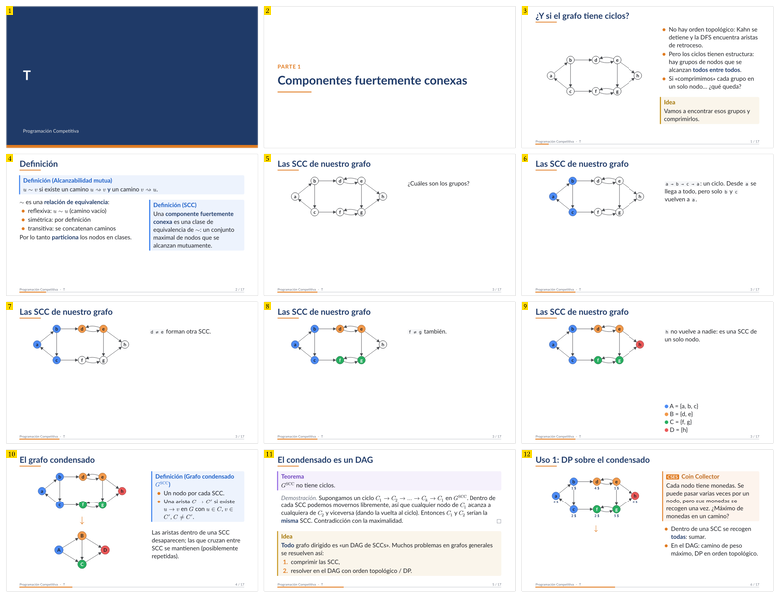 1
T
Programación Competitiva
2
PARTE 1
Componentes fuertemente conexas
3
¿Y si el grafo tiene ciclos?
No hay orden topológico: Kahn se
detiene y la DFS encuentra aristas
de retroceso.
Pero los ciclos tienen estructura:
hay grupos de nodos que se
alcanzan todos entre todos.
Si «comprimimos» cada grupo en
un solo nodo... ¿qué queda?
Idea
Vamos a encontrar esos grupos y
comprimirlos.
4
Definición
Definición (Alcanzabilidad mutua)
u ∼ v si existe un camino u ⇝ v y un camino v ⇝ u.
∼ es una relación de equivalencia:
reflexiva: u ∼ u (camino vacío)
simétrica: por definición
transitiva: se concatenan caminos
Por lo tanto particiona los nodos en clases.
Definición (SCC)
Una componente fuertemente
conexa es una clase de
equivalencia de ∼: un conjunto
maximal de nodos que se
alcanzan mutuamente.
5
Las SCC de nuestro grafo
¿Cuáles son los grupos?
6
Las SCC de nuestro grafo
a → b → c → a: un ciclo. Desde a se
llega a todo, pero solo b y c
vuelven a a.
7
Las SCC de nuestro grafo
d ⇄ e forman otra SCC.
8
Las SCC de nuestro grafo
f ⇄ g también.
9
Las SCC de nuestro grafo
h no vuelve a nadie: es una SCC de
un solo nodo.
A = {a, b, c}
B = {d, e}
C = {f, g}
D = {h}
10
El grafo condensado
Definición (Grafo condensado
G^SCC)
Un nodo por cada SCC.
Una arista C → C' si existe
u → v en G con u ∈ C, v ∈
C', C ≠ C'.
Las aristas dentro de una SCC
desaparecen; las que cruzan entre
SCC se mantienen (posiblemente
repetidas).
11
El condensado es un DAG
Teorema
G^SCC no tiene ciclos.
Demostración. Supongamos un ciclo C₁ → C₂ → ... → Cₖ → C₁ en G^SCC. Dentro de
cada SCC podemos movernos libremente, así que cualquier nodo de C₁ alcanza a
cualquiera de C₂ y viceversa (dando la vuelta al ciclo). Entonces C₁ y C₂ serían la
misma SCC. Contradicción con la maximalidad.
Idea
Todo grafo dirigido es «un DAG de SCCs». Muchos problemas en grafos generales
se resuelven así:
1. comprimir las SCC,
2. resolver en el DAG con orden topológico / DP.
12
Uso 1: DP sobre el condensado
CSES Coin Collector
Cada nodo tiene monedas. Se
puede pasar varias veces por un
nodo, pero sus monedas se
recogen una vez. ¿Máximo de
monedas en un camino?
Dentro de una SCC se recogen
todas: sumar.
En el DAG: camino de peso
máximo, DP en orden topológico.